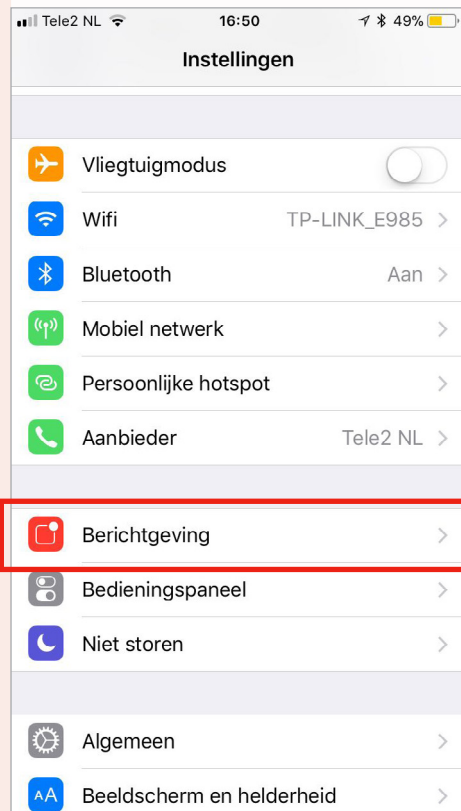 Tele2 NL 16:50 49%
Instellingen
Vliegtuigmodus
Wifi TP-LINK_E985
Bluetooth Aan
Mobiel netwerk
Persoonlijke hotspot
Aanbieder Tele2 NL
Berichtgeving
Bedieningspaneel
Niet storen
Algemeen
AA Beeldscherm en helderheid